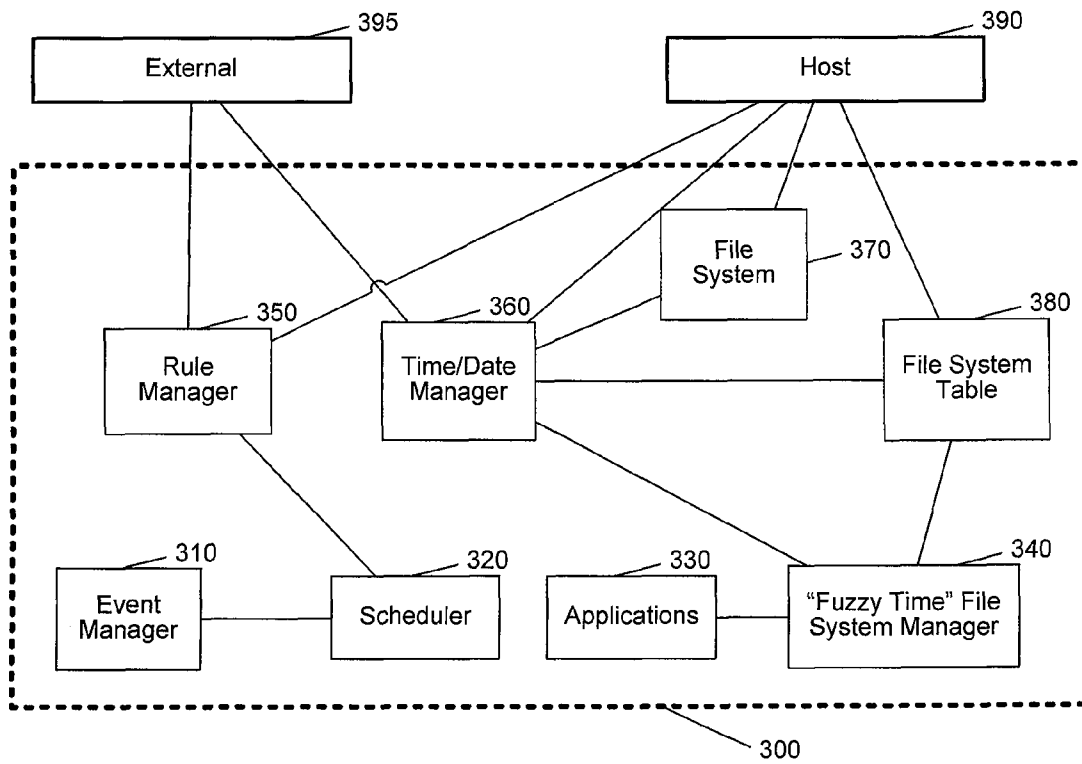 395
390
External
Host
File
System
370
350
360
380
Rule
Manager
Time/Date
Manager
File System
Table
310
320
330
340
Event
Manager
Scheduler
Applications
“Fuzzy Time” File
System Manager
300